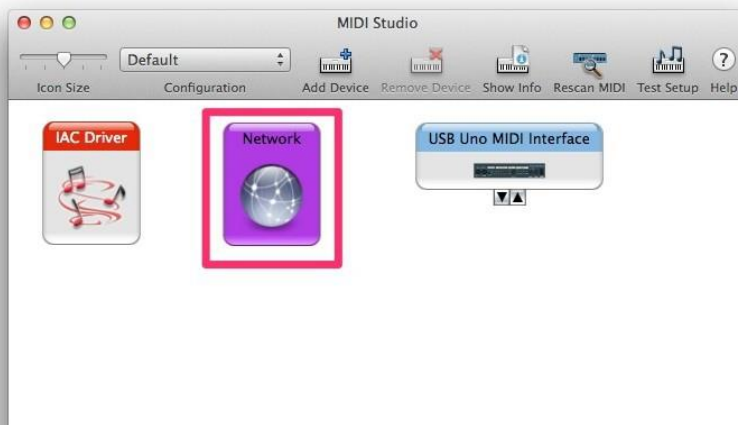 MIDI Studio
Default
Icon Size Configuration Add Device Remove Device Show Info Rescan MIDI Test Setup Help
?
IAC Driver Network USB Uno MIDI Interface